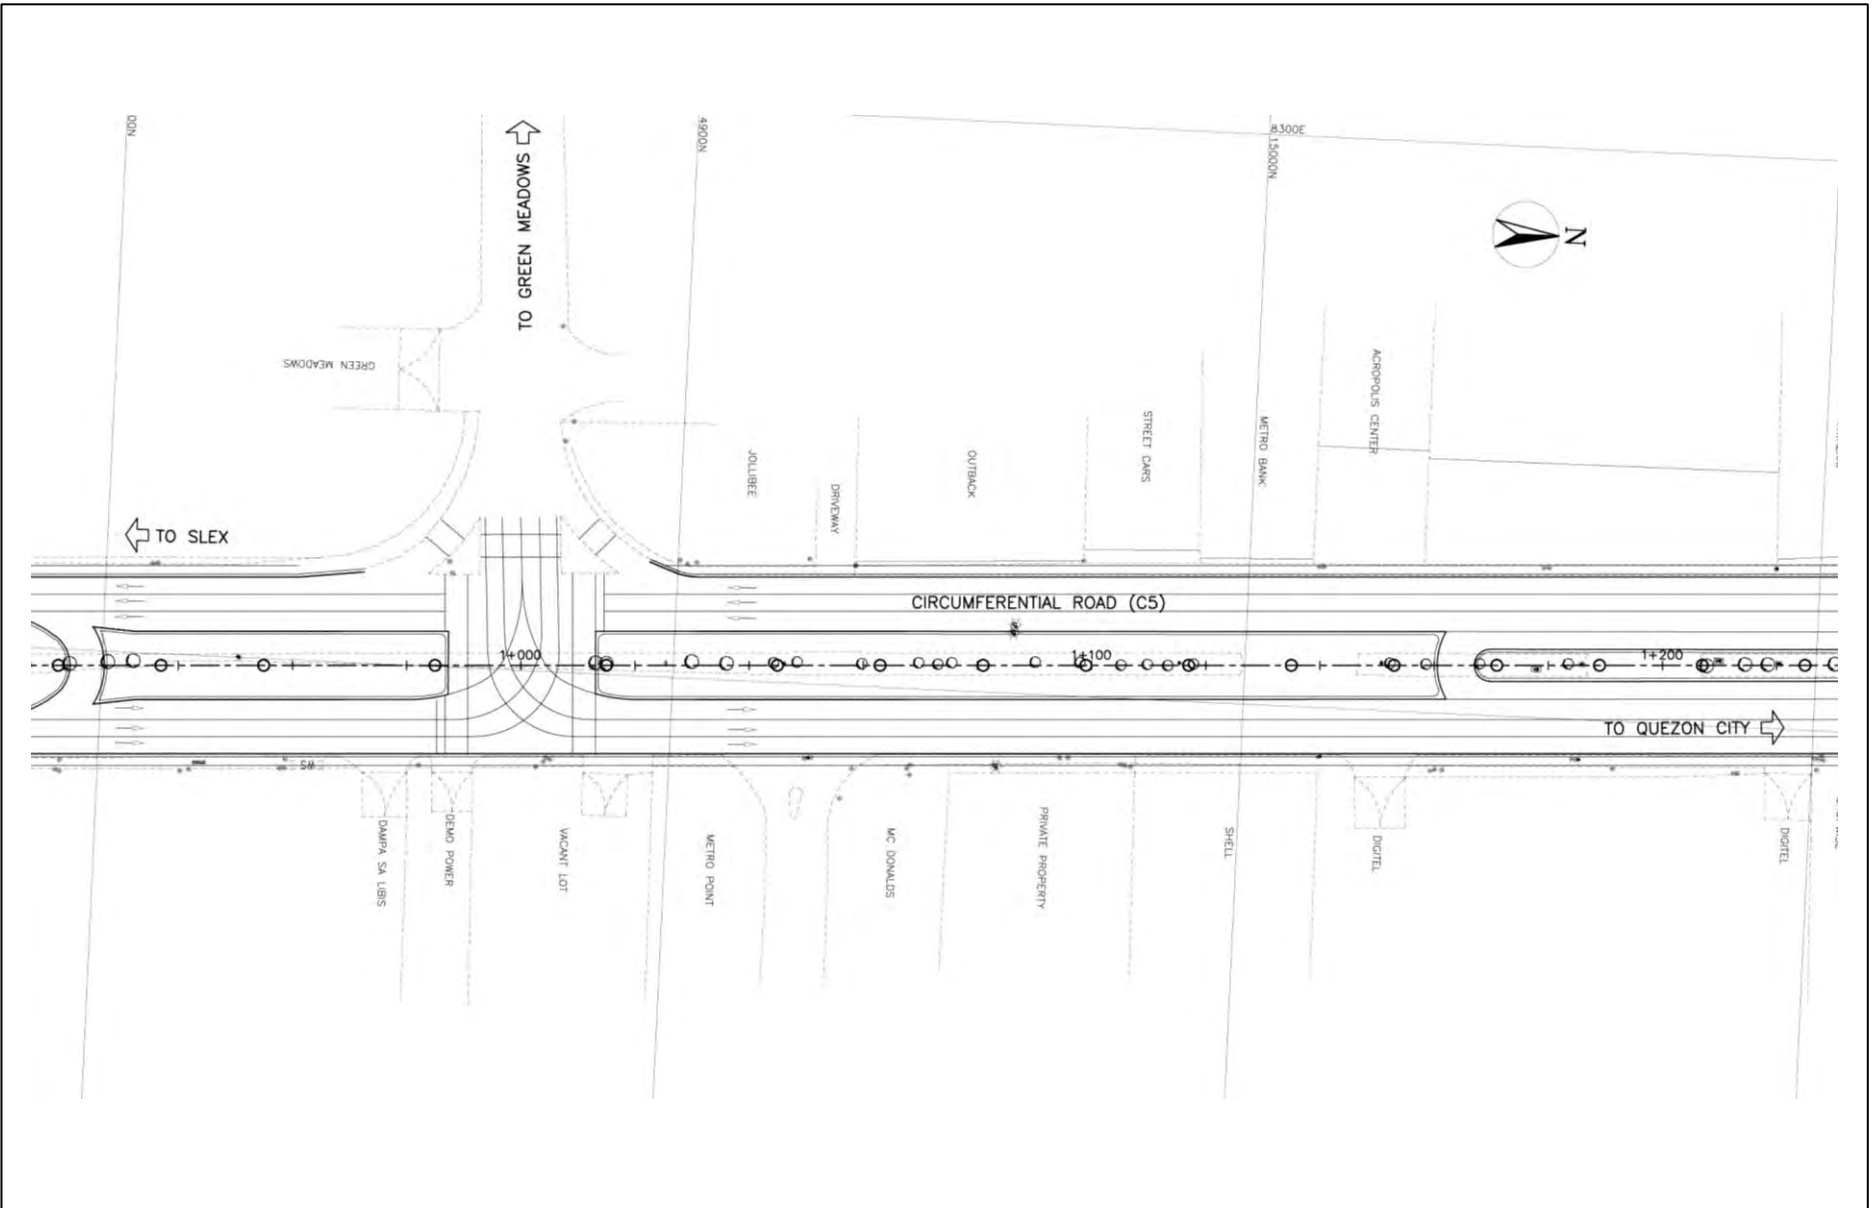 00N
4900N
8300E
15000N
TO GREEN MEADOWS
N
GREEN MEADOWS
JOLLIBEE
DRIVEWAY
OUTBACK
STREET CARS
METRO BANK
ACROPOLIS CENTER
TO SLEX
CIRCUMFERENTIAL ROAD (C5)
1+000
1+100
1+200
TO QUEZON CITY
SW
DAMPA SA LIBIS
DEMO POWER
VACANT LOT
METRO POINT
MC DONALDS
PRIVATE PROPERTY
SHELL
DIGITEL
DIGITEL